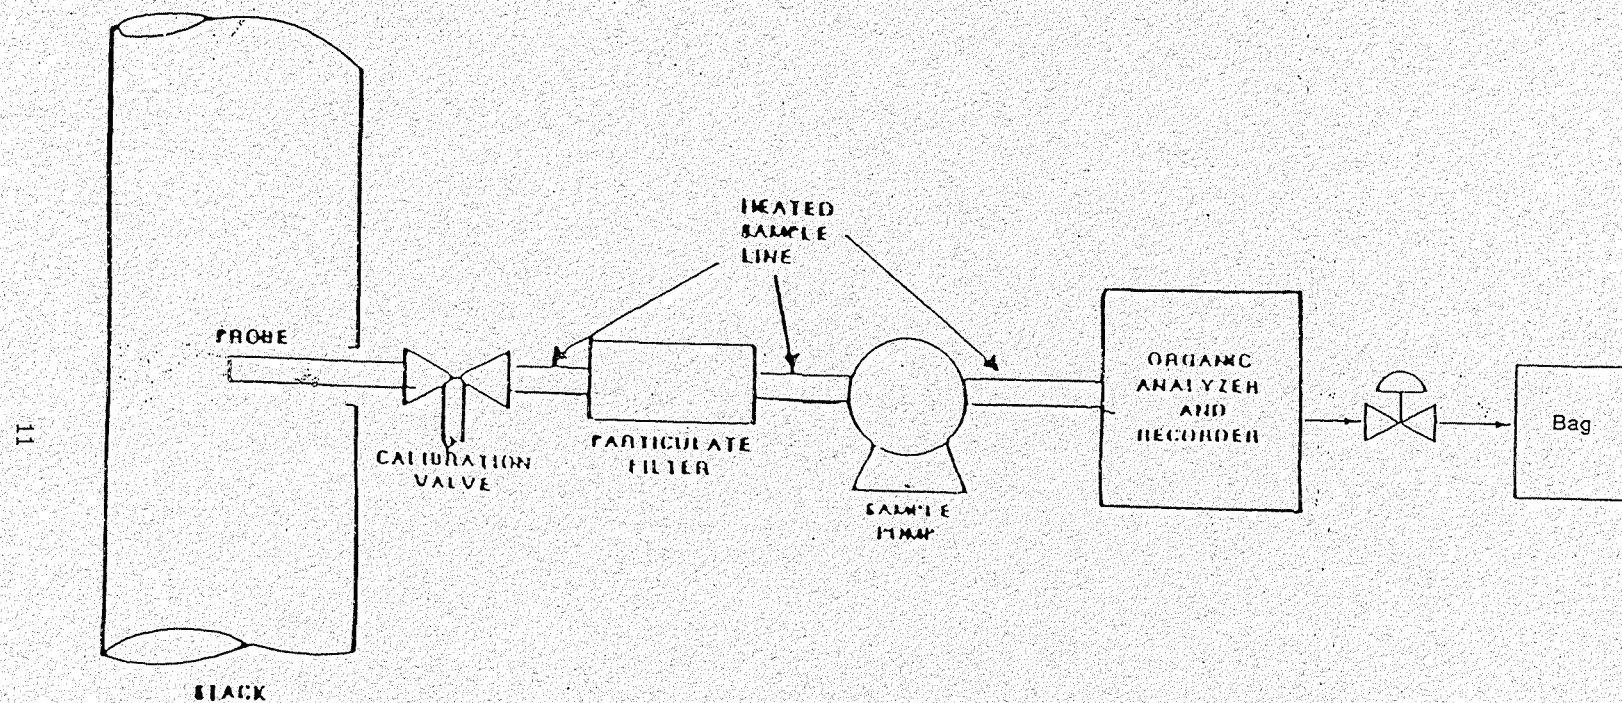 HEATED
SAMPLE
LINE
PROBE
ORGANIC
ANALYZER
AND
RECORDER
Bag
CALIBRATION
VALVE
PARTICULATE
FILTER
SAMPLE
PUMP
STACK
11